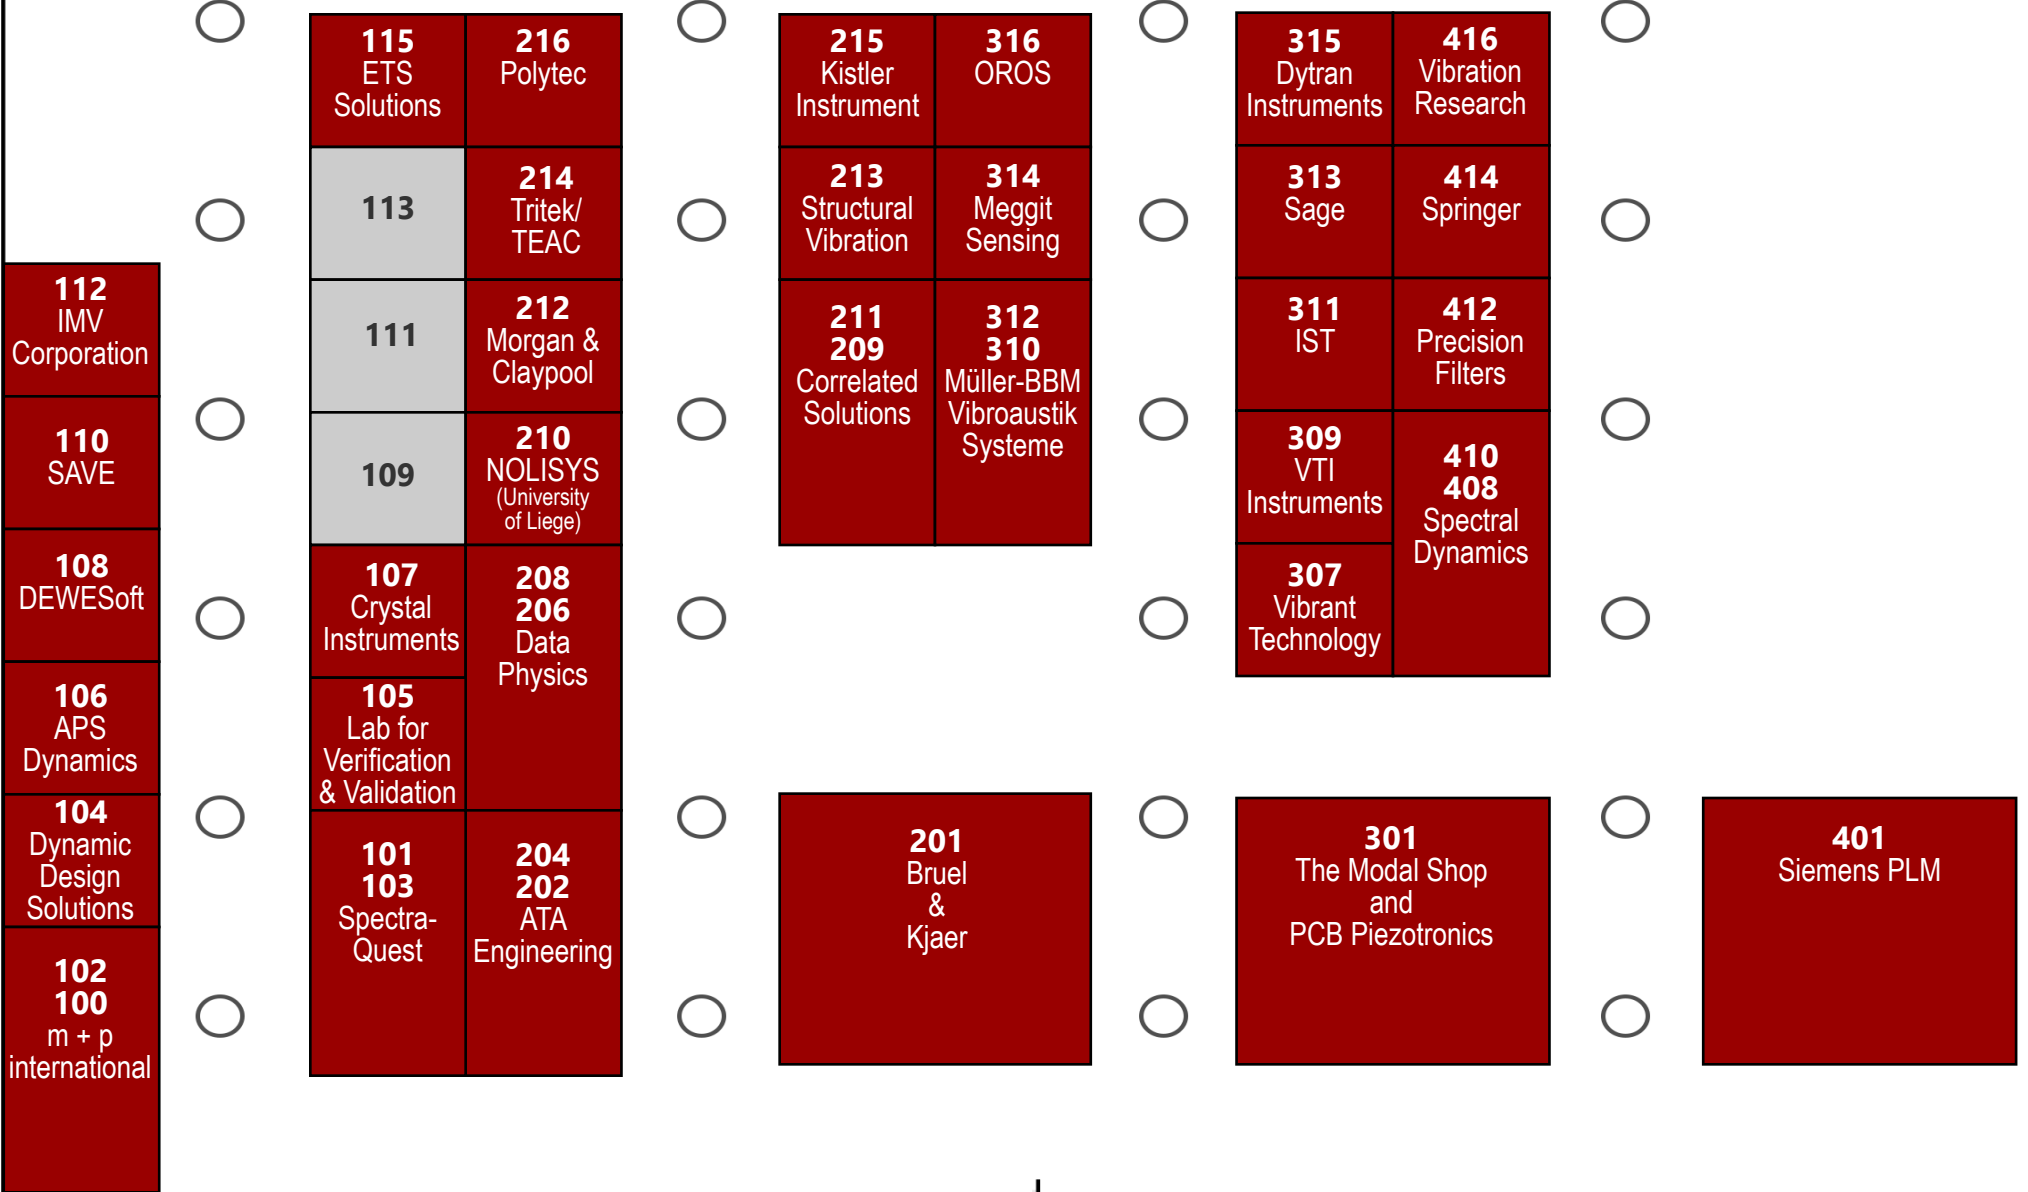 112
IMV
Corporation
110
SAVE
108
DEWESoft
106
APS
Dynamics
104
Dynamic
Design
Solutions
102
100
m + p
international
115
ETS
Solutions
113
111
109
107
Crystal
Instruments
105
Lab for
Verification
& Validation
101
103
Spectra-
Quest
216
Polytec
214
Tritek/
TEAC
212
Morgan &
Claypool
210
NOLISYS
(University
of Liege)
208
206
Data
Physics
204
202
ATA
Engineering
215
Kistler
Instrument
213
Structural
Vibration
211
209
Correlated
Solutions
316
OROS
314
Meggit
Sensing
312
310
Müller-BBM
Vibroaustik
Systeme
201
Bruel
&
Kjaer
315
Dytran
Instruments
313
Sage
311
IST
309
VTI
Instruments
307
Vibrant
Technology
416
Vibration
Research
414
Springer
412
Precision
Filters
410
408
Spectral
Dynamics
301
The Modal Shop
and
PCB Piezotronics
401
Siemens PLM